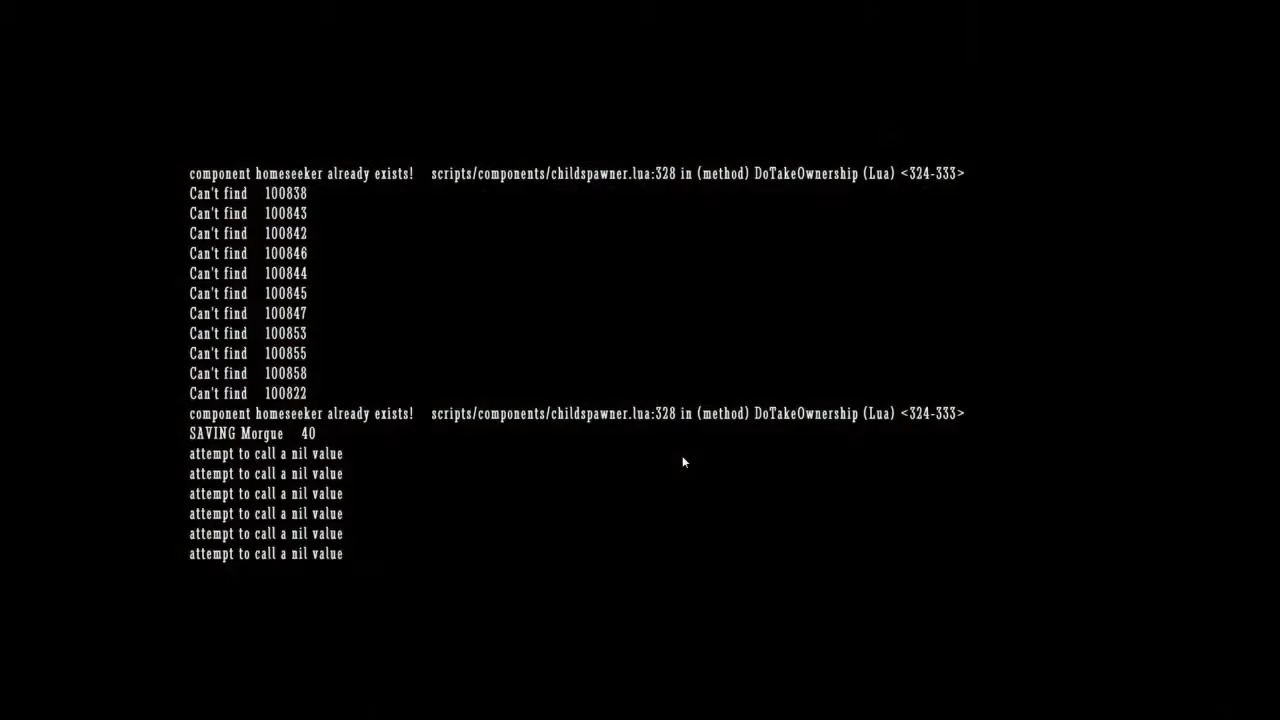 component homeseeker already exists! scripts/components/childspawner.lua:328 in (method) DoTakeOwnership (Lua) <324-333>
Can't find 100838
Can't find 100843
Can't find 100842
Can't find 100846
Can't find 100844
Can't find 100845
Can't find 100847
Can't find 100853
Can't find 100855
Can't find 100858
Can't find 100822
component homeseeker already exists! scripts/components/childspawner.lua:328 in (method) DoTakeOwnership (Lua) <324-333>
SAVING Morgue 40
attempt to call a nil value
attempt to call a nil value
attempt to call a nil value
attempt to call a nil value
attempt to call a nil value
attempt to call a nil value